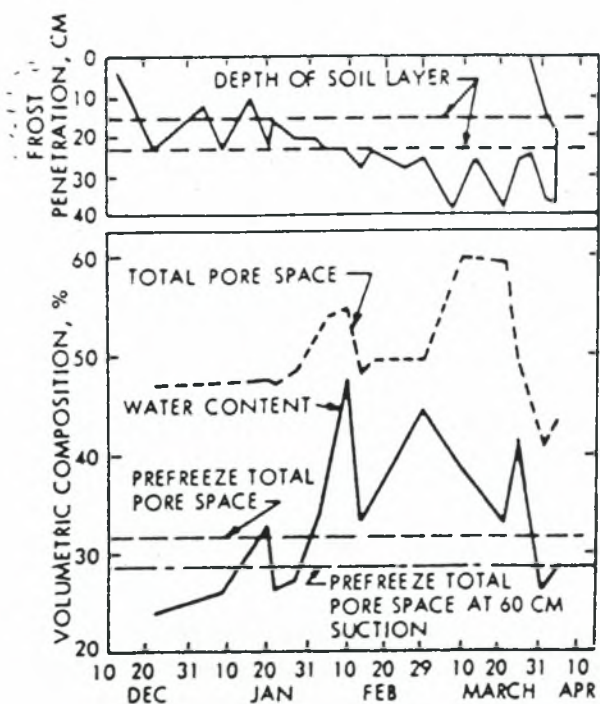 FROST
PENETRATION, CM
0
10
20
30
40
DEPTH OF SOIL LAYER
VOLUMETRIC COMPOSITION, %
60
50
40
30
20
TOTAL PORE SPACE
WATER CONTENT
PREFREEZE TOTAL
PORE SPACE
PREFREEZE TOTAL
PORE SPACE AT 60 CM
SUCTION
10 20 31 10 20 31 10 20 29 10 20 31 10
DEC JAN FEB MARCH APR